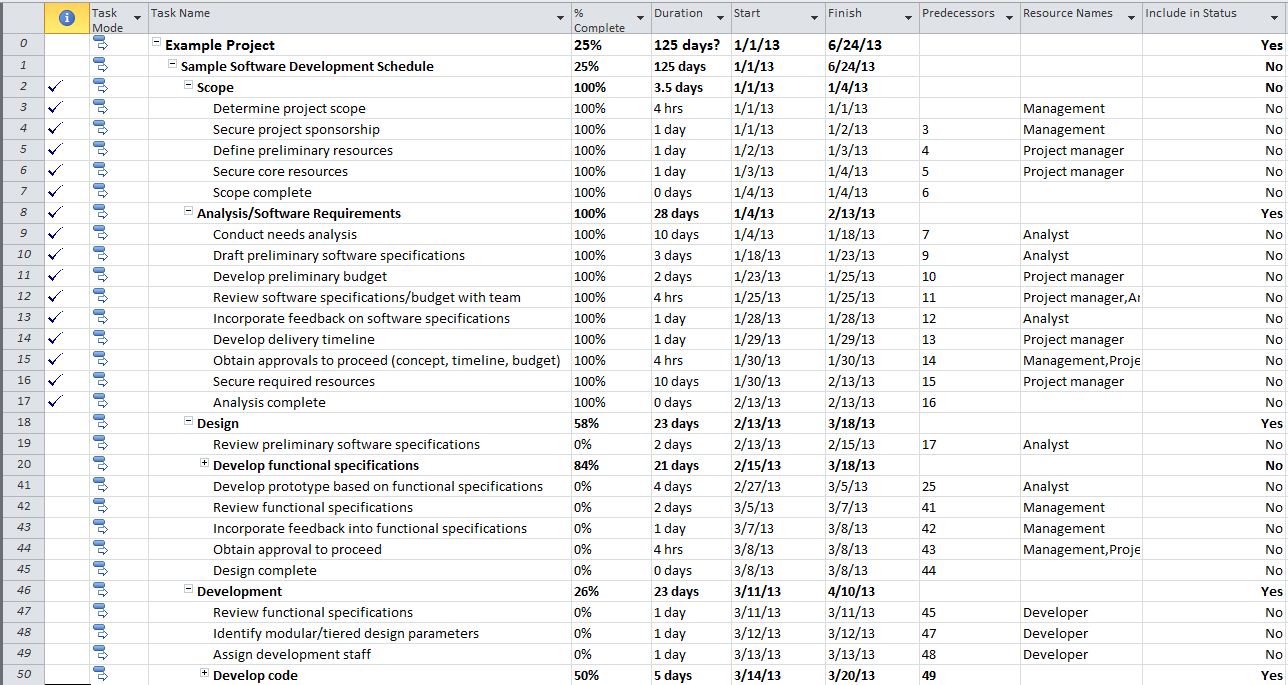 Task Mode Task Name % Complete Duration Start Finish Predecessors Resource Names Include in Status
0 Example Project 25% 125 days? 1/1/13 6/24/13 Yes
1 Sample Software Development Schedule 25% 125 days 1/1/13 6/24/13 No
2 Scope 100% 3.5 days 1/1/13 1/4/13 No
3 Determine project scope 100% 4 hrs 1/1/13 1/1/13 Management No
4 Secure project sponsorship 100% 1 day 1/1/13 1/2/13 3 Management No
5 Define preliminary resources 100% 1 day 1/2/13 1/3/13 4 Project manager No
6 Secure core resources 100% 1 day 1/3/13 1/4/13 5 Project manager No
7 Scope complete 100% 0 days 1/4/13 1/4/13 6 No
8 Analysis/Software Requirements 100% 28 days 1/4/13 2/13/13 Yes
9 Conduct needs analysis 100% 10 days 1/4/13 1/18/13 7 Analyst No
10 Draft preliminary software specifications 100% 3 days 1/18/13 1/23/13 9 Analyst No
11 Develop preliminary budget 100% 2 days 1/23/13 1/25/13 10 Project manager No
12 Review software specifications/budget with team 100% 4 hrs 1/25/13 1/25/13 11 Project manager,Ar No
13 Incorporate feedback on software specifications 100% 1 day 1/28/13 1/28/13 12 Analyst No
14 Develop delivery timeline 100% 1 day 1/29/13 1/29/13 13 Project manager No
15 Obtain approvals to proceed (concept, timeline, budget) 100% 4 hrs 1/30/13 1/30/13 14 Management,Proje No
16 Secure required resources 100% 10 days 1/30/13 2/13/13 15 Project manager No
17 Analysis complete 100% 0 days 2/13/13 2/13/13 16 No
18 Design 58% 23 days 2/13/13 3/18/13 Yes
19 Review preliminary software specifications 0% 2 days 2/13/13 2/15/13 17 Analyst No
20 Develop functional specifications 84% 21 days 2/15/13 3/18/13 No
41 Develop prototype based on functional specifications 0% 4 days 2/27/13 3/5/13 25 Analyst No
42 Review functional specifications 0% 2 days 3/5/13 3/7/13 41 Management No
43 Incorporate feedback into functional specifications 0% 1 day 3/7/13 3/8/13 42 Management No
44 Obtain approval to proceed 0% 4 hrs 3/8/13 3/8/13 43 Management,Proje No
45 Design complete 0% 0 days 3/8/13 3/8/13 44 No
46 Development 26% 23 days 3/11/13 4/10/13 Yes
47 Review functional specifications 0% 1 day 3/11/13 3/11/13 45 Developer No
48 Identify modular/tiered design parameters 0% 1 day 3/12/13 3/12/13 47 Developer No
49 Assign development staff 0% 1 day 3/13/13 3/13/13 48 Developer No
50 Develop code 50% 5 days 3/14/13 3/20/13 49 Yes